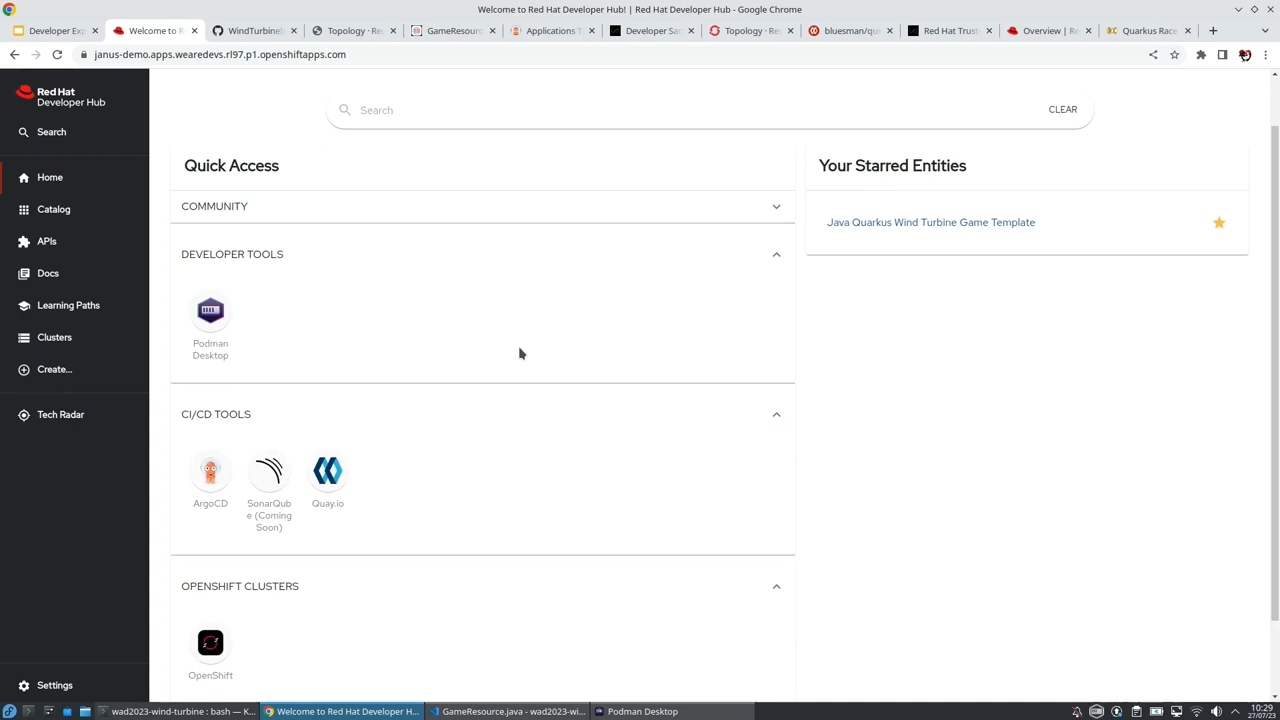 Welcome to Red Hat Developer Hub! | Red Hat Developer Hub - Google Chrome
Developer Exp
Welcome to R
WindTurbine
Topology · Re
GameResourc
Applications T
Developer Sa
Topology · Re
bluesman/qu
Red Hat Trust
Overview | Re
Quarkus Race
janus-demo.apps.wearedevs.rl97.p1.openshiftapps.com
Red Hat
Developer Hub
Search
Home
Catalog
APIs
Docs
Learning Paths
Clusters
Create...
Tech Radar
Settings
Search
CLEAR
Quick Access
COMMUNITY
DEVELOPER TOOLS
Podman
Desktop
CI/CD TOOLS
ArgoCD
SonarQub
e (Coming
Soon)
Quay.io
OPENSHIFT CLUSTERS
OpenShift
Your Starred Entities
Java Quarkus Wind Turbine Game Template
wad2023-wind-turbine : bash — K...
Welcome to Red Hat Developer H...
GameResource.java - wad2023-wi...
Podman Desktop
10:29
27/07/23